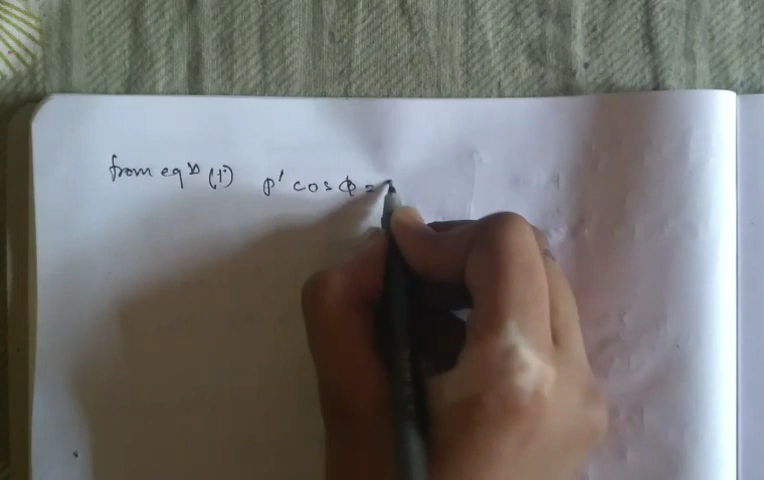 from eqⁿ (1) p' cos ϕ =